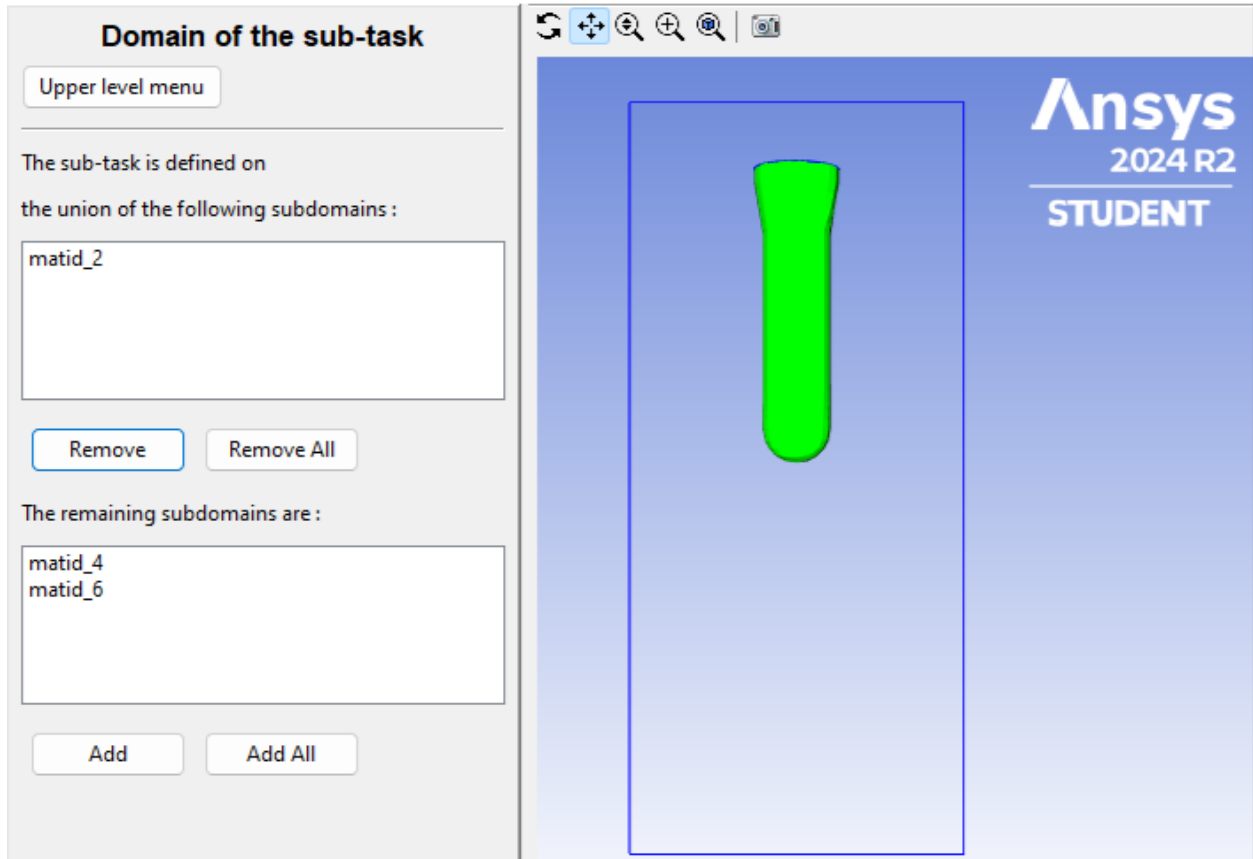 Domain of the sub-task
Upper level menu
The sub-task is defined on
the union of the following subdomains :
matid_2
Remove
Remove All
The remaining subdomains are :
matid_4
matid_6
Add
Add All
Ansys
2024 R2
STUDENT